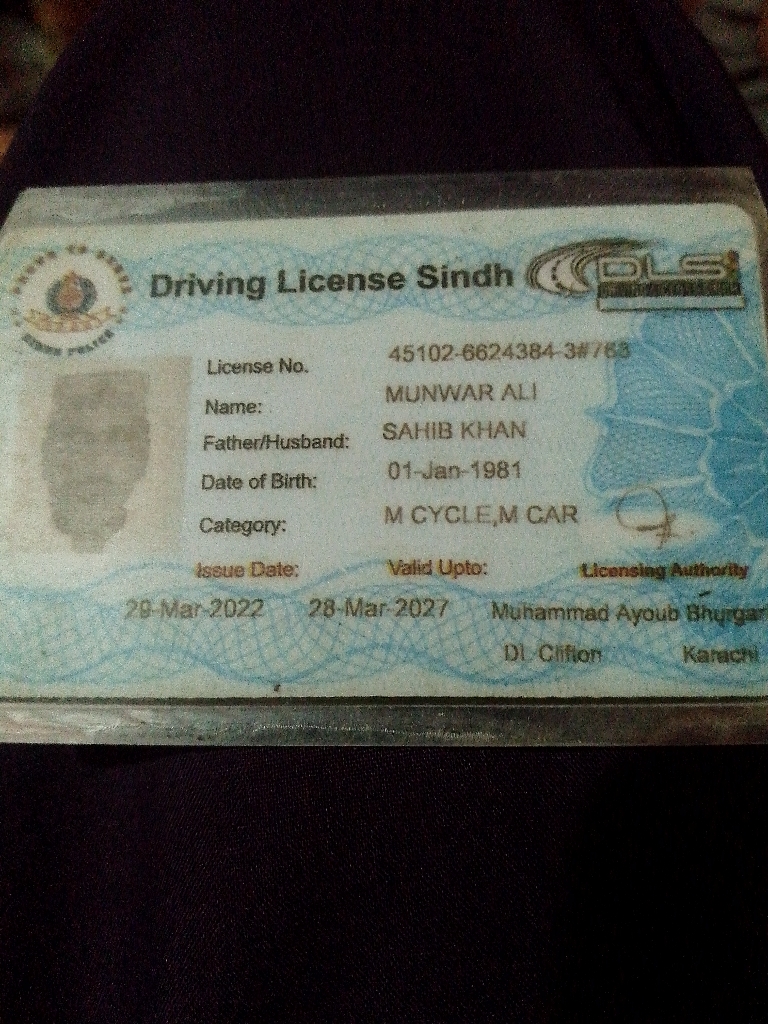 Driving License Sindh
DLS
License No. 45102-6624384-3#763
Name: MUNWAR ALI
Father/Husband: SAHIB KHAN
Date of Birth: 01-Jan-1981
Category: M CYCLE,M CAR
Issue Date: Valid Upto: Licensing Authority
29-Mar-2022 28-Mar-2027 Muhammad Ayoub Bhurgar
DL Clifton Karachi